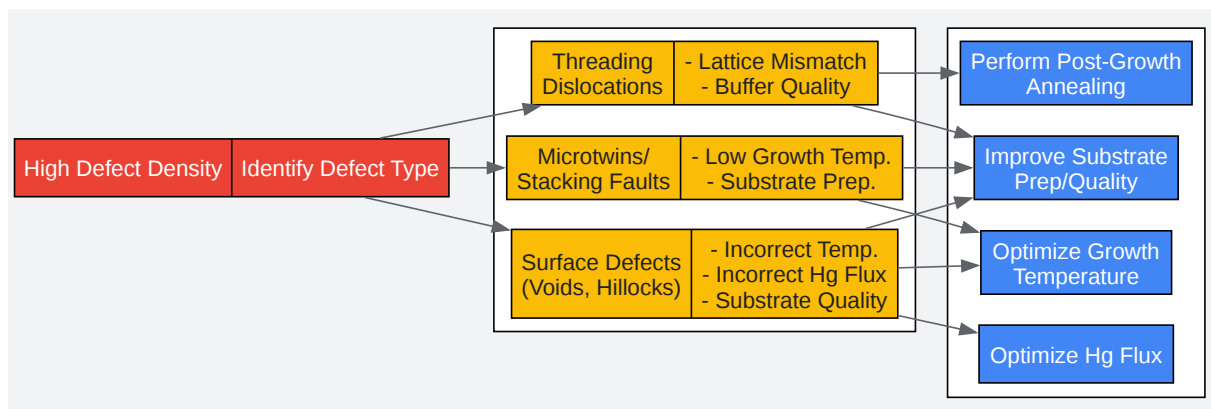 High Defect Density
Identify Defect Type
Threading
Dislocations
- Lattice Mismatch
- Buffer Quality
Microtwins/
Stacking Faults
- Low Growth Temp.
- Substrate Prep.
Surface Defects
(Voids, Hillocks)
- Incorrect Temp.
- Incorrect Hg Flux
- Substrate Quality
Perform Post-Growth
Annealing
Improve Substrate
Prep/Quality
Optimize Growth
Temperature
Optimize Hg Flux